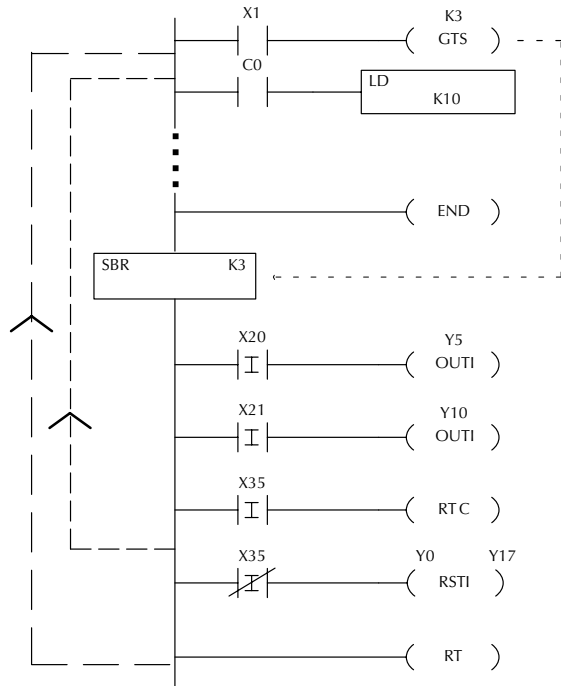 X1 K3
GTS
C0
LD
K10
END
SBR K3
X20 Y5
I OUTI
X21 Y10
I OUTI
X35
I RTC
X35 Y0 Y17
I RSTI
RT